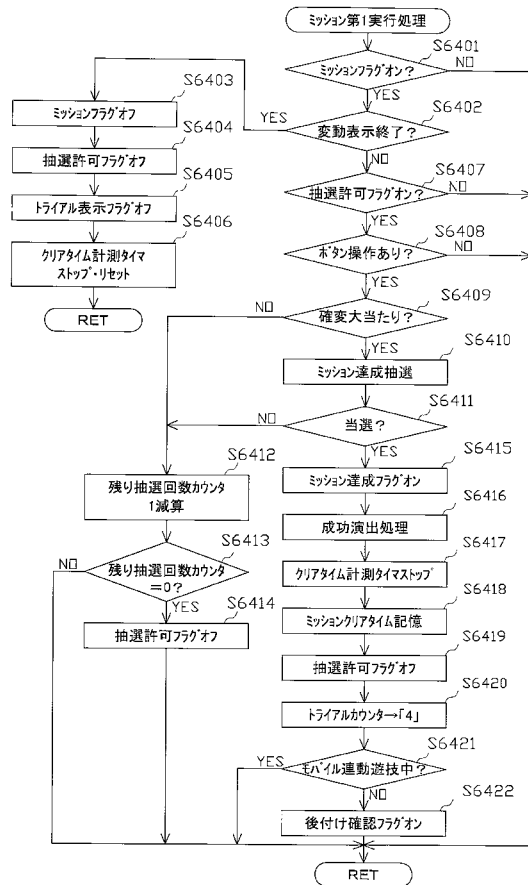 ミッション第1実行処理
S6401
ミッションフラグオン?
NO
YES
S6402
変動表示終了?
YES
NO
S6403
ミッションフラグオフ
S6404
抽選許可フラグオフ
S6405
トライアル表示フラグオフ
S6406
クリアタイム計測タイマ
ストップ・リセット
RET
S6407
抽選許可フラグオン?
NO
YES
S6408
ボタン操作あり?
NO
YES
S6409
確変大当たり?
NO
YES
S6410
ミッション達成抽選
S6411
当選?
NO
YES
S6412
残り抽選回数カウンタ
1減算
S6413
残り抽選回数カウンタ
=0?
NO
YES
S6414
抽選許可フラグオフ
S6415
ミッション達成フラグオン
S6416
成功演出処理
S6417
クリアタイム計測タイマストップ
S6418
ミッションクリアタイム記憶
S6419
抽選許可フラグオフ
S6420
トライアルカウンタ→「4」
S6421
モバイル連動遊技中?
YES
NO
S6422
後付け確認フラグオン
RET